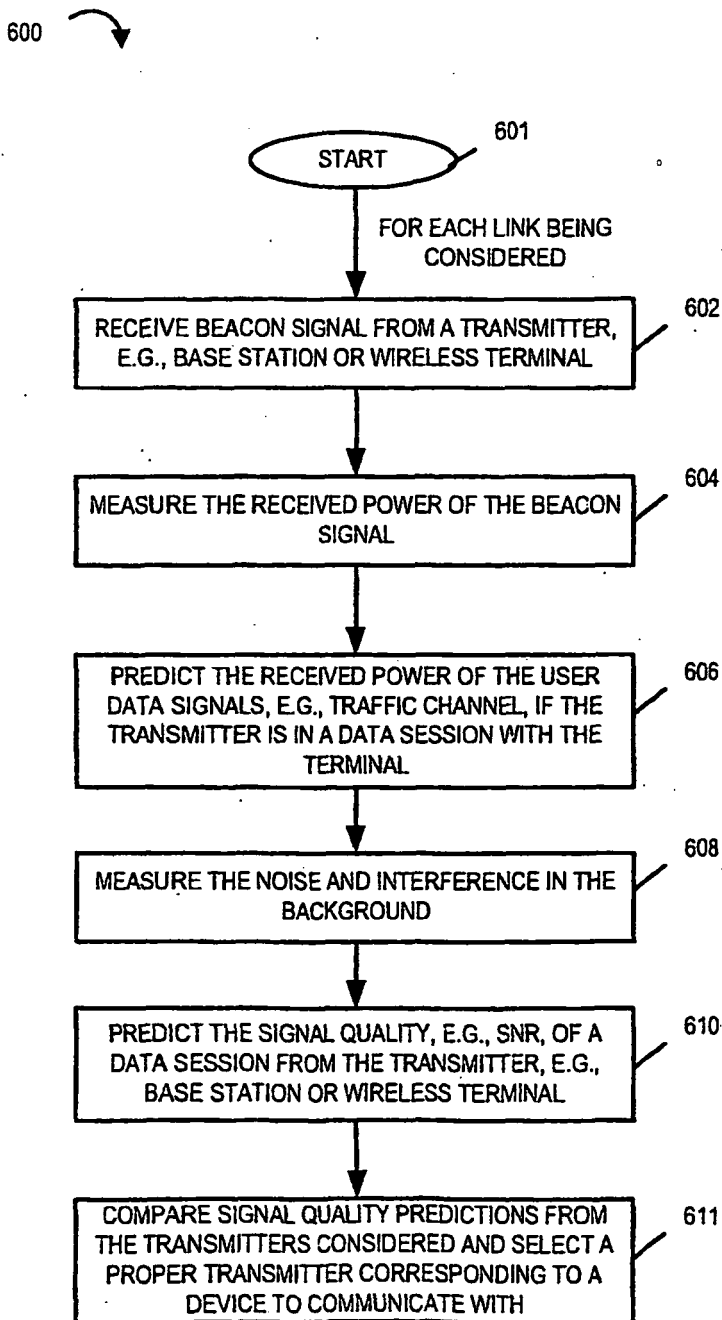 600
START
601
FOR EACH LINK BEING
CONSIDERED
RECEIVE BEACON SIGNAL FROM A TRANSMITTER,
E.G., BASE STATION OR WIRELESS TERMINAL
602
MEASURE THE RECEIVED POWER OF THE BEACON
SIGNAL
604
PREDICT THE RECEIVED POWER OF THE USER
DATA SIGNALS, E.G., TRAFFIC CHANNEL, IF THE
TRANSMITTER IS IN A DATA SESSION WITH THE
TERMINAL
606
MEASURE THE NOISE AND INTERFERENCE IN THE
BACKGROUND
608
PREDICT THE SIGNAL QUALITY, E.G., SNR, OF A
DATA SESSION FROM THE TRANSMITTER, E.G.,
BASE STATION OR WIRELESS TERMINAL
610
COMPARE SIGNAL QUALITY PREDICTIONS FROM
THE TRANSMITTERS CONSIDERED AND SELECT A
PROPER TRANSMITTER CORRESPONDING TO A
DEVICE TO COMMUNICATE WITH
611